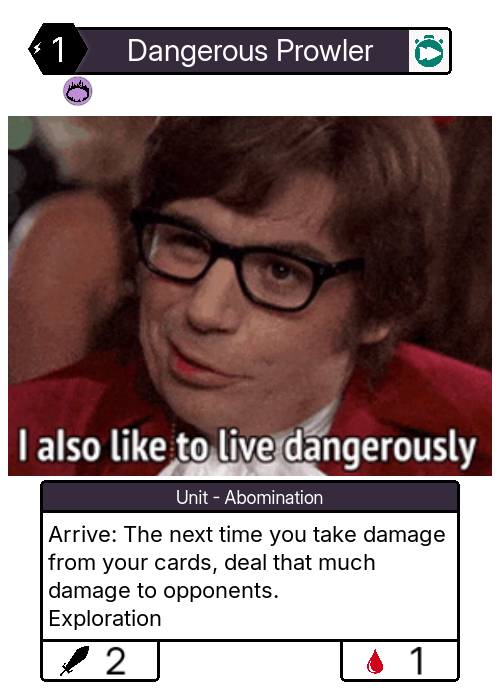 1
Dangerous Prowler
I also like to live dangerously
Unit - Abomination
Arrive: The next time you take damage
from your cards, deal that much
damage to opponents.
Exploration
2
1